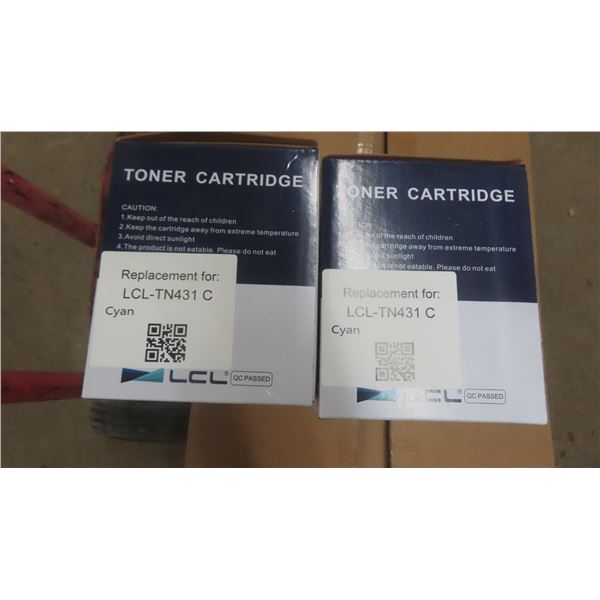 TONER CARTRIDGE
CAUTION:
1.Keep out of the reach of children
2.Keep the cartridge away from extreme temperature
3.Avoid direct sunlight
4.The product is not eatable. Please do not eat
Replacement for:
LCL-TN431 C
Cyan
LCL®
QC PASSED
TONER CARTRIDGE
out of the reach of children
the cartridge away from extreme temperature
sunlight
is not eatable. Please do not eat
Replacement for:
LCL-TN431 C
Cyan
LCL®
QC PASSED